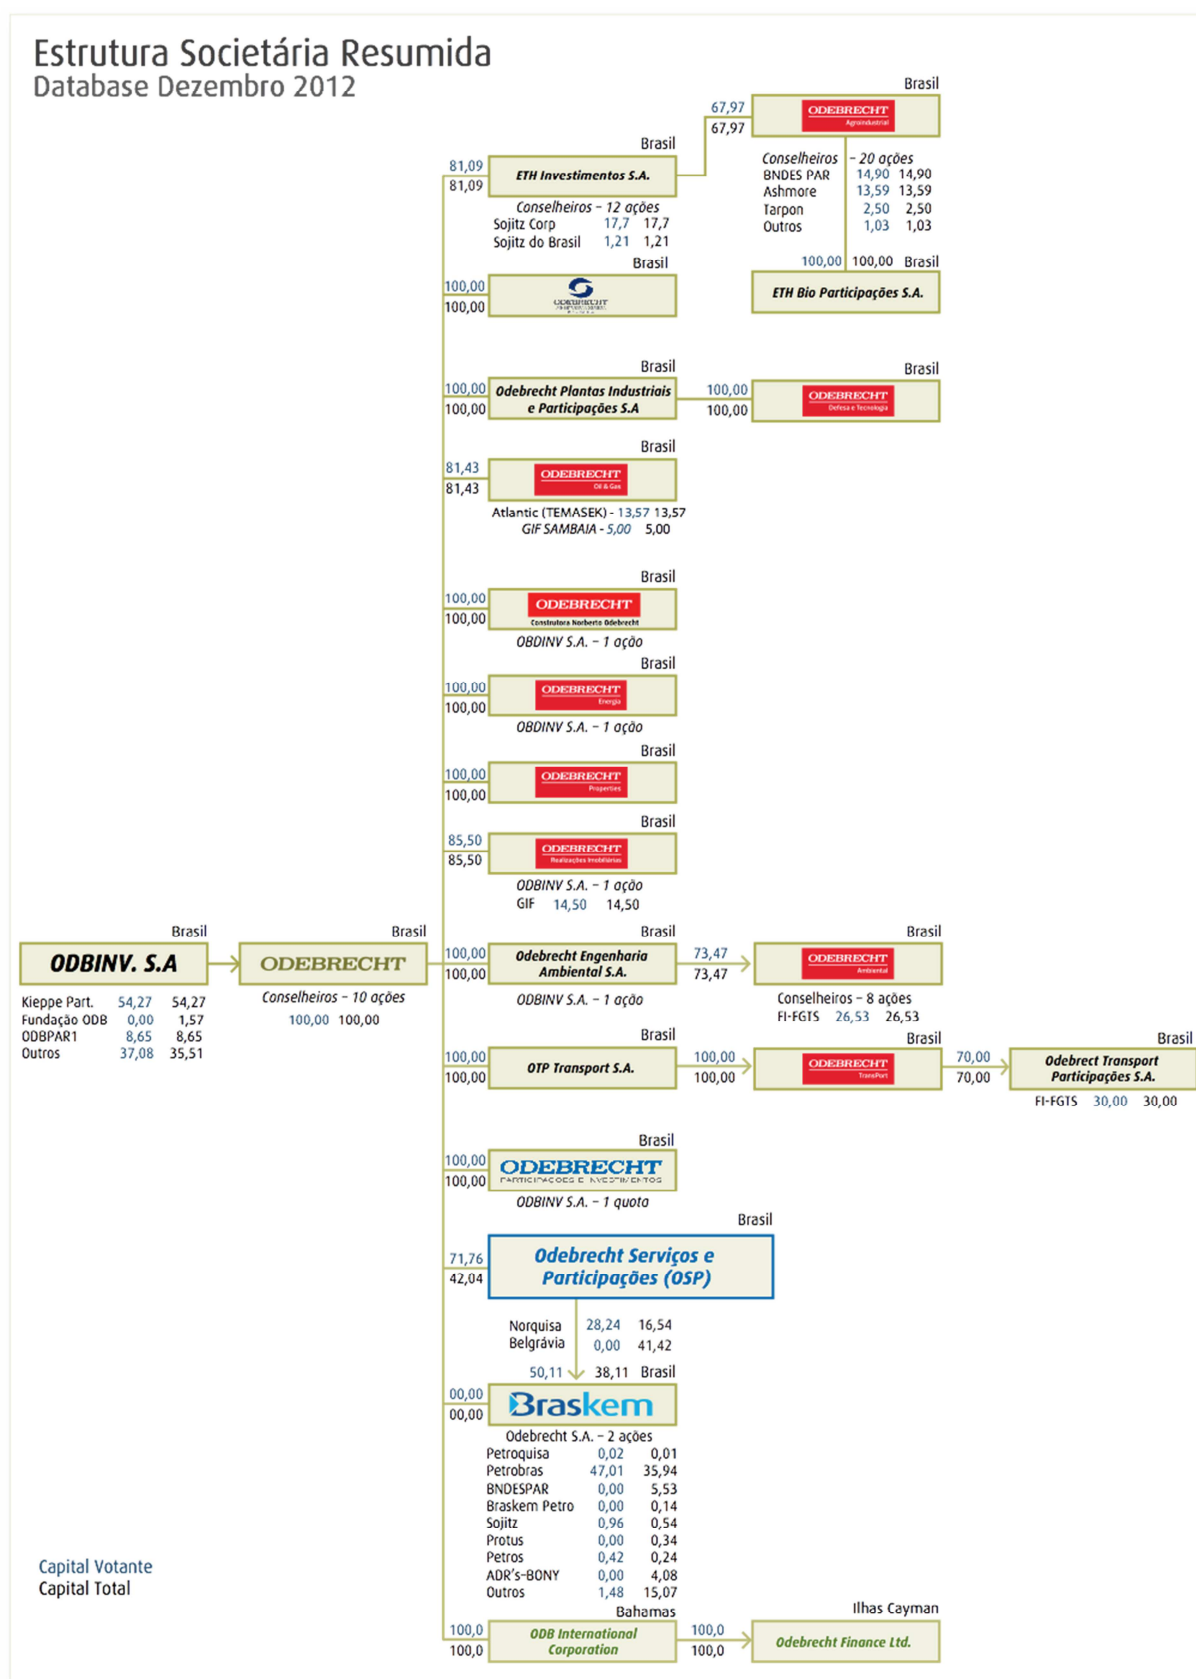 Estrutura Societária Resumida
Database Dezembro 2012
Brasil
67,97
67,97
ODEBRECHT
Agroindustrial
Conselheiros – 20 ações
BNDES PAR 14,90 14,90
Ashmore 13,59 13,59
Tarpon 2,50 2,50
Outros 1,03 1,03
100,00 100,00 Brasil
ETH Bio Participações S.A.
Brasil
81,09
81,09
ETH Investimentos S.A.
Conselheiros – 12 ações
Sojitz Corp 17,7 17,7
Sojitz do Brasil 1,21 1,21
Brasil
100,00
100,00
ODEBRECHT
Brasil
100,00
100,00
Odebrecht Plantas Industriais
e Participações S.A
Brasil
100,00
100,00
ODEBRECHT
Defesa e Tecnologia
Brasil
81,43
81,43
ODEBRECHT
Oil & Gas
Atlantic (TEMASEK) - 13,57 13,57
GIF SAMBAIA - 5,00 5,00
Brasil
100,00
100,00
ODEBRECHT
Construtora Norberto Odebrecht
OBDINV S.A. – 1 ação
Brasil
100,00
100,00
ODEBRECHT
Energia
OBDINV S.A. – 1 ação
Brasil
100,00
100,00
ODEBRECHT
Properties
Brasil
85,50
85,50
ODEBRECHT
Realizações Imobiliárias
ODBINV S.A. – 1 ação
GIF 14,50 14,50
Brasil
ODBINV. S.A
Kieppe Part. 54,27 54,27
Fundação ODB 0,00 1,57
ODBPAR1 8,65 8,65
Outros 37,08 35,51
Brasil
ODEBRECHT
Conselheiros – 10 ações
100,00 100,00
Brasil
100,00
100,00
Odebrecht Engenharia
Ambiental S.A.
ODBINV S.A. – 1 ação
Brasil
73,47
73,47
ODEBRECHT
Ambiental
Conselheiros – 8 ações
FI-FGTS 26,53 26,53
Brasil
100,00
100,00
OTP Transport S.A.
Brasil
100,00
100,00
ODEBRECHT
TransPort
Brasil
70,00
70,00
Odebrect Transport
Participações S.A.
FI-FGTS 30,00 30,00
Brasil
100,00
100,00
ODEBRECHT
PARTICIPAÇÕES E INVESTIMENTOS
ODBINV S.A. – 1 quota
Brasil
71,76
42,04
Odebrecht Serviços e
Participações (OSP)
Norquisa 28,24 16,54
Belgrávia 0,00 41,42
50,11 38,11 Brasil
00,00
00,00
Braskem
Odebrecht S.A. – 2 ações
Petroquisa 0,02 0,01
Petrobras 47,01 35,94
BNDESPAR 0,00 5,53
Braskem Petro 0,00 0,14
Sojitz 0,96 0,54
Protus 0,00 0,34
Petros 0,42 0,24
ADR's-BONY 0,00 4,08
Outros 1,48 15,07
Capital Votante
Capital Total
Bahamas
100,0
100,0
ODB International
Corporation
Ilhas Cayman
100,0
100,0
Odebrecht Finance Ltd.